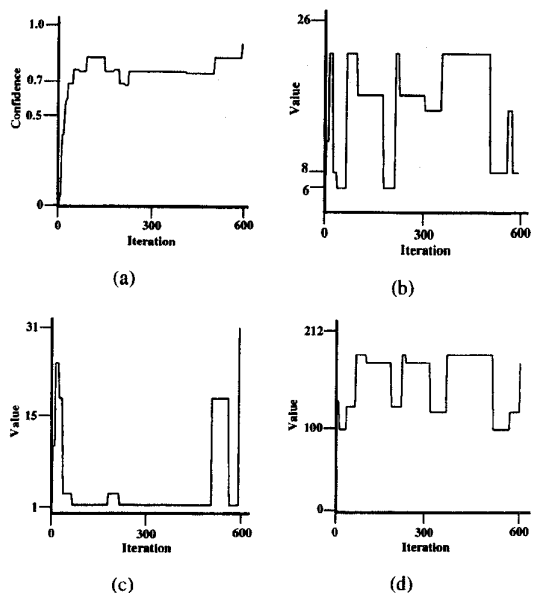 1.0
0.7
0.5
0
Confidence
0 300 600
Iteration
(a)
26
8
6
Value
300 600
Iteration
(b)
31
15
1
Value
0 300 600
Iteration
(c)
212
100
0
Value
0 300 600
Iteration
(d)